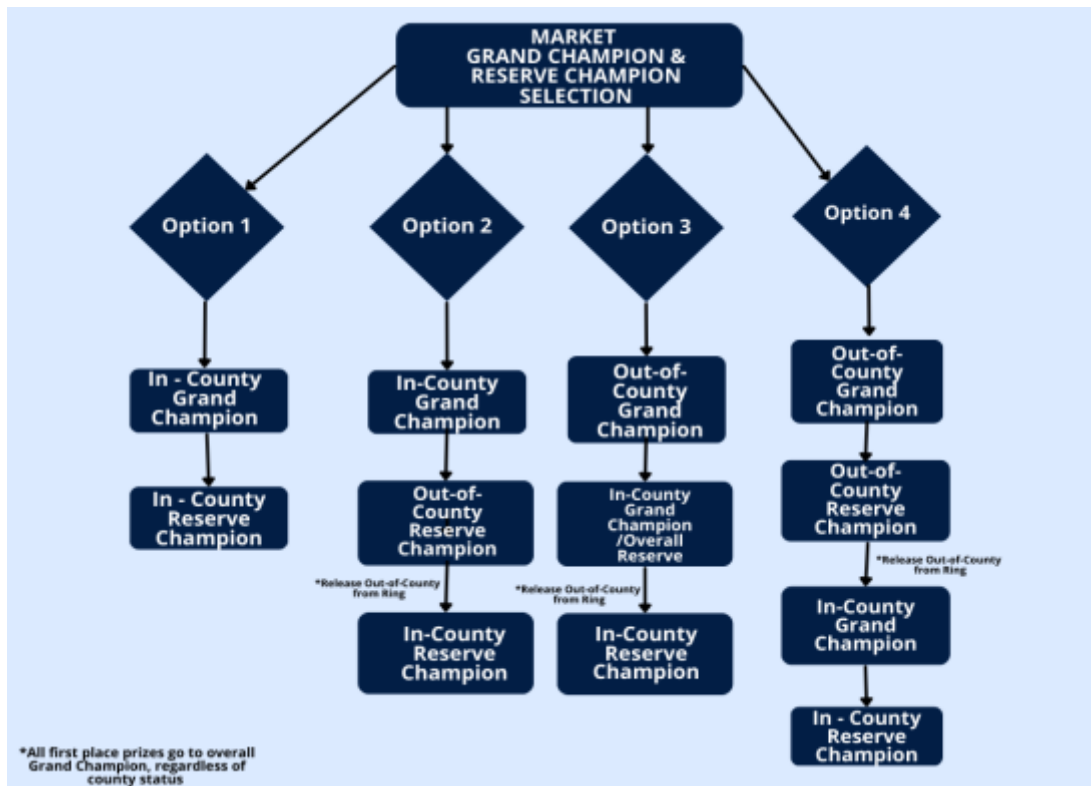 MARKET
GRAND CHAMPION &
RESERVE CHAMPION
SELECTION
Option 1
Option 2
Option 3
Option 4
In - County
Grand
Champion
In - County
Reserve
Champion
In-County
Grand
Champion
Out-of-
County
Reserve
Champion
*Release Out-of-County
from Ring
In-County
Reserve
Champion
Out-of-
County
Grand
Champion
In-County
Grand
Champion
/Overall
Reserve
*Release Out-of-County
from Ring
In-County
Reserve
Champion
Out-of-
County
Grand
Champion
Out-of-
County
Reserve
Champion
*Release Out-of-County
from Ring
In-County
Grand
Champion
In - County
Reserve
Champion
*All first place prizes go to overall
Grand Champion, regardless of
county status